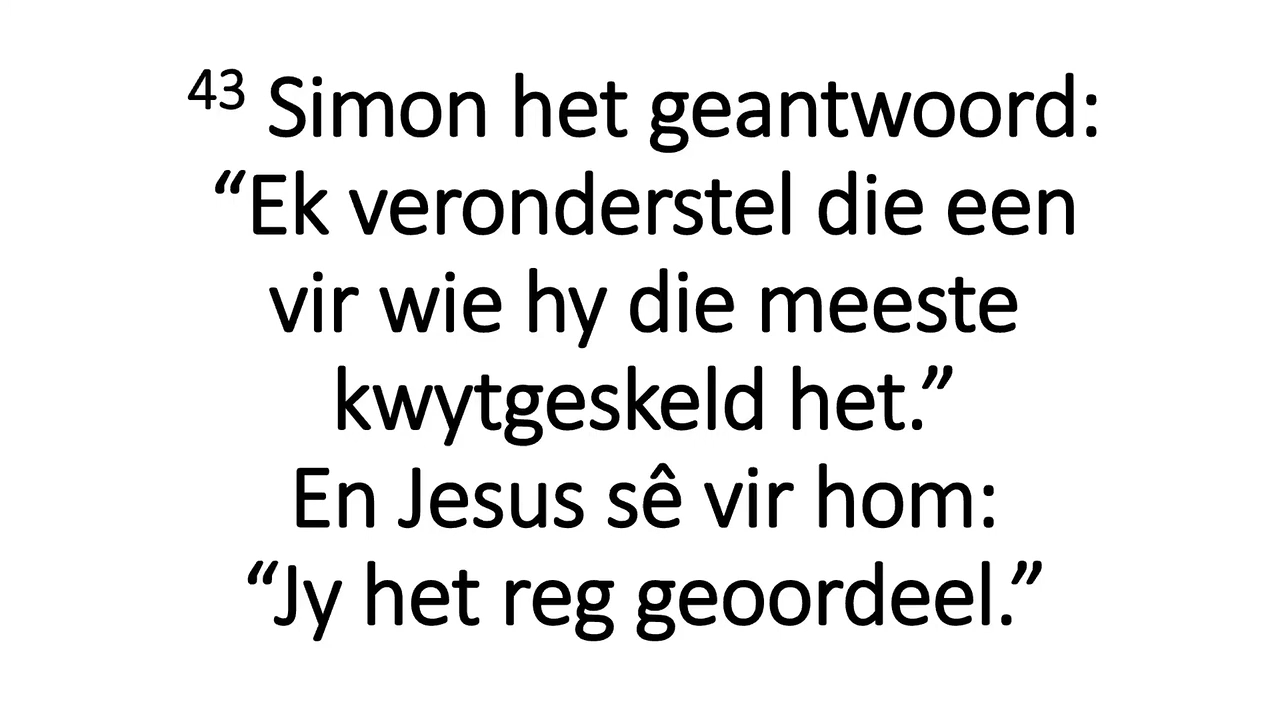 43 Simon het geantwoord:
“Ek veronderstel die een
vir wie hy die meeste
kwytgeskeld het.”
En Jesus sê vir hom:
“Jy het reg geoordeel.”